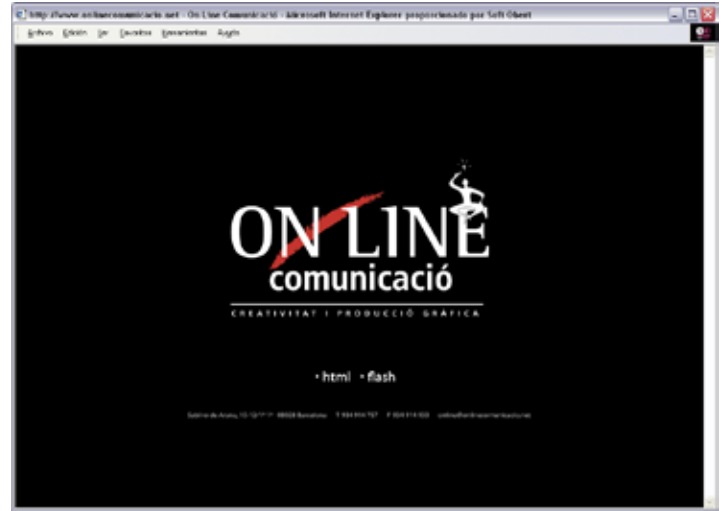 http://www.onlinecomunicacio.net - On Line Comunicació - Microsoft Internet Explorer proporcionado por Soft Obert
Archivo Edición Ver Favoritos Herramientas Ayuda
ON LINE
comunicació
CREATIVITAT I PRODUCCIÓ GRÀFICA
· html · flash
Barcelona